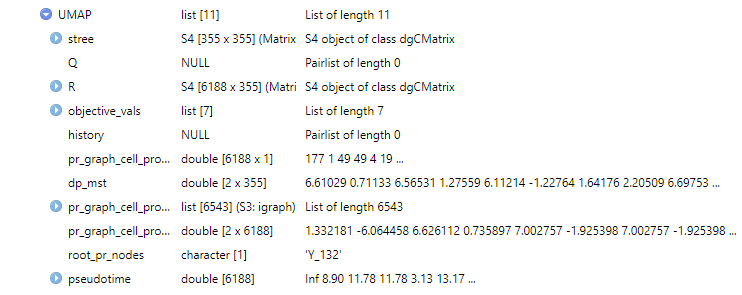 UMAP list [11] List of length 11
stree S4 [355 x 355] (Matrix S4 object of class dgCMatrix
Q NULL Pairlist of length 0
R S4 [6188 x 355] (Matri S4 object of class dgCMatrix
objective_vals list [7] List of length 7
history NULL Pairlist of length 0
pr_graph_cell_pro... double [6188 x 1] 177 1 49 49 4 19 ...
dp_mst double [2 x 355] 6.61029 0.71133 6.56531 1.27559 6.11214 -1.22764 1.64176 2.20509 6.69753 ...
pr_graph_cell_pro... list [6543] (S3: igraph) List of length 6543
pr_graph_cell_pro... double [2 x 6188] 1.332181 -6.064458 6.626112 0.735897 7.002757 -1.925398 7.002757 -1.925398 ...
root_pr_nodes character [1] 'Y_132'
pseudotime double [6188] Inf 8.90 11.78 11.78 3.13 13.17 ...